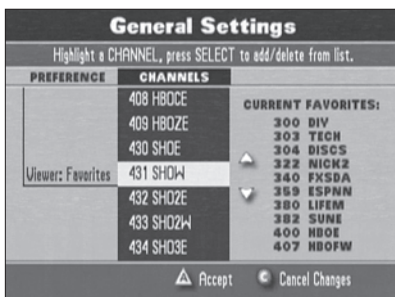 General Settings
Highlight a CHANNEL, press SELECT to add/delete from list.
PREFERENCE
CHANNELS
Viewer: Favorites
408 HBOCE
409 HBOZE
430 SHOE
431 SHOW
432 SHO2E
433 SHO2W
434 SHO3E
CURRENT FAVORITES:
300 DIY
303 TECH
304 DISCS
322 NICK2
340 FXSDA
359 ESPNN
380 LIFEM
382 SUNE
400 HBOE
407 HBOFW
A Accept
C Cancel Changes